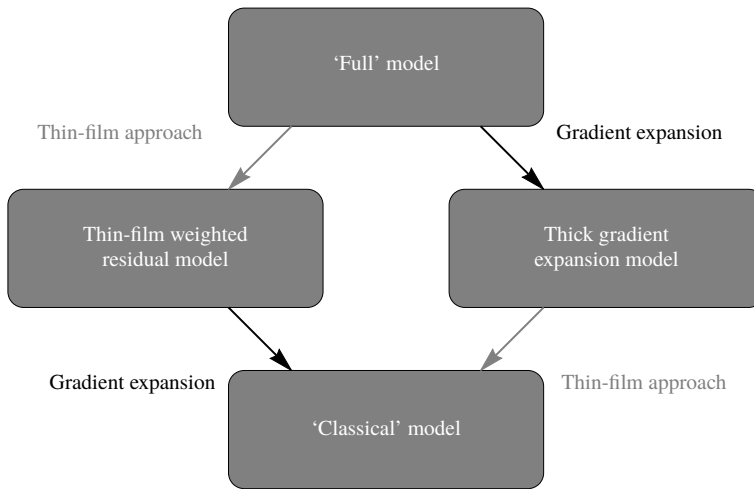 ‘Full’ model
Thin-film approach
Gradient expansion
Thin-film weighted
residual model
Thick gradient
expansion model
Gradient expansion
Thin-film approach
‘Classical’ model